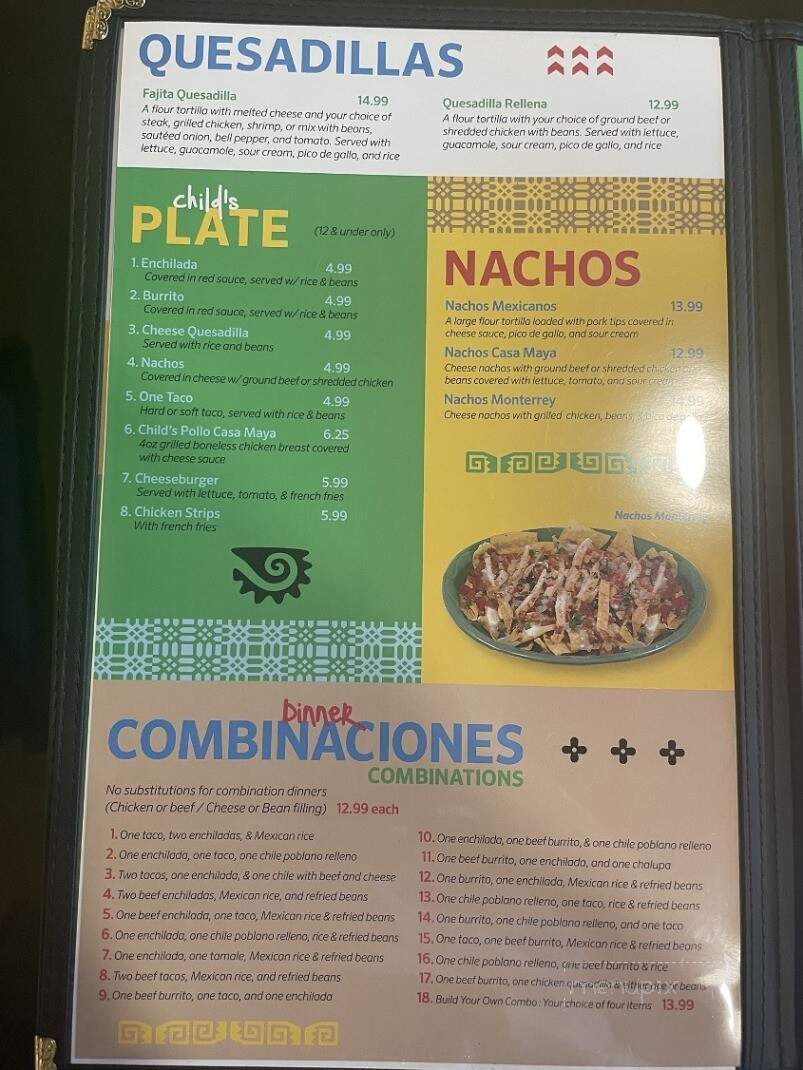 QUESADILLAS
Fajita Quesadilla 14.99
A flour tortilla with melted cheese and your choice of
steak, grilled chicken, shrimp, or mix with beans,
sautéed onion, bell pepper, and tomato. Served with
lettuce, guacamole, sour cream, pico de gallo, and rice
Quesadilla Rellena 12.99
A flour tortilla with your choice of ground beef or
shredded chicken with beans. Served with lettuce,
guacamole, sour cream, pico de gallo, and rice
child's
PLATE (12 & under only)
1. Enchilada 4.99
Covered in red sauce, served w/ rice & beans
2. Burrito 4.99
Covered in red sauce, served w/ rice & beans
3. Cheese Quesadilla 4.99
Served with rice and beans
4. Nachos 4.99
Covered in cheese w/ ground beef or shredded chicken
5. One Taco 4.99
Hard or soft taco, served with rice & beans
6. Child's Pollo Casa Maya 6.25
4oz grilled boneless chicken breast covered
with cheese sauce
7. Cheeseburger 5.99
Served with lettuce, tomato, & french fries
8. Chicken Strips 5.99
With french fries
NACHOS
Nachos Mexicanos 13.99
A large flour tortilla loaded with pork tips covered in
cheese sauce, pico de gallo, and sour cream
Nachos Casa Maya 12.99
Cheese nachos with ground beef or shredded chicken
beans covered with lettuce, tomato, and sour cream
Nachos Monterrey 14.99
Cheese nachos with grilled chicken, beans, & pico de
Nachos Monterrey
Dinner
COMBINACIONES
COMBINATIONS
No substitutions for combination dinners
(Chicken or beef / Cheese or Bean filling) 12.99 each
1. One taco, two enchiladas, & Mexican rice
2. One enchilada, one taco, one chile poblano relleno
3. Two tacos, one enchilada, & one chile with beef and cheese
4. Two beef enchiladas, Mexican rice, and refried beans
5. One beef enchilada, one taco, Mexican rice & refried beans
6. One enchilada, one chile poblano relleno, rice & refried beans
7. One enchilada, one tamale, Mexican rice & refried beans
8. Two beef tacos, Mexican rice, and refried beans
9. One beef burrito, one taco, and one enchilada
10. One enchilada, one beef burrito, & one chile poblano relleno
11. One beef burrito, one enchilada, and one chalupa
12. One burrito, one enchilada, Mexican rice & refried beans
13. One chile poblano relleno, one taco, rice & refried beans
14. One burrito, one chile poblano relleno, and one taco
15. One taco, one beef burrito, Mexican rice & refried beans
16. One chile poblano relleno, one beef burrito & rice
17. One beef burrito, one chicken quesadilla & either rice or beans
18. Build Your Own Combo: Your choice of four items 13.99
menupix